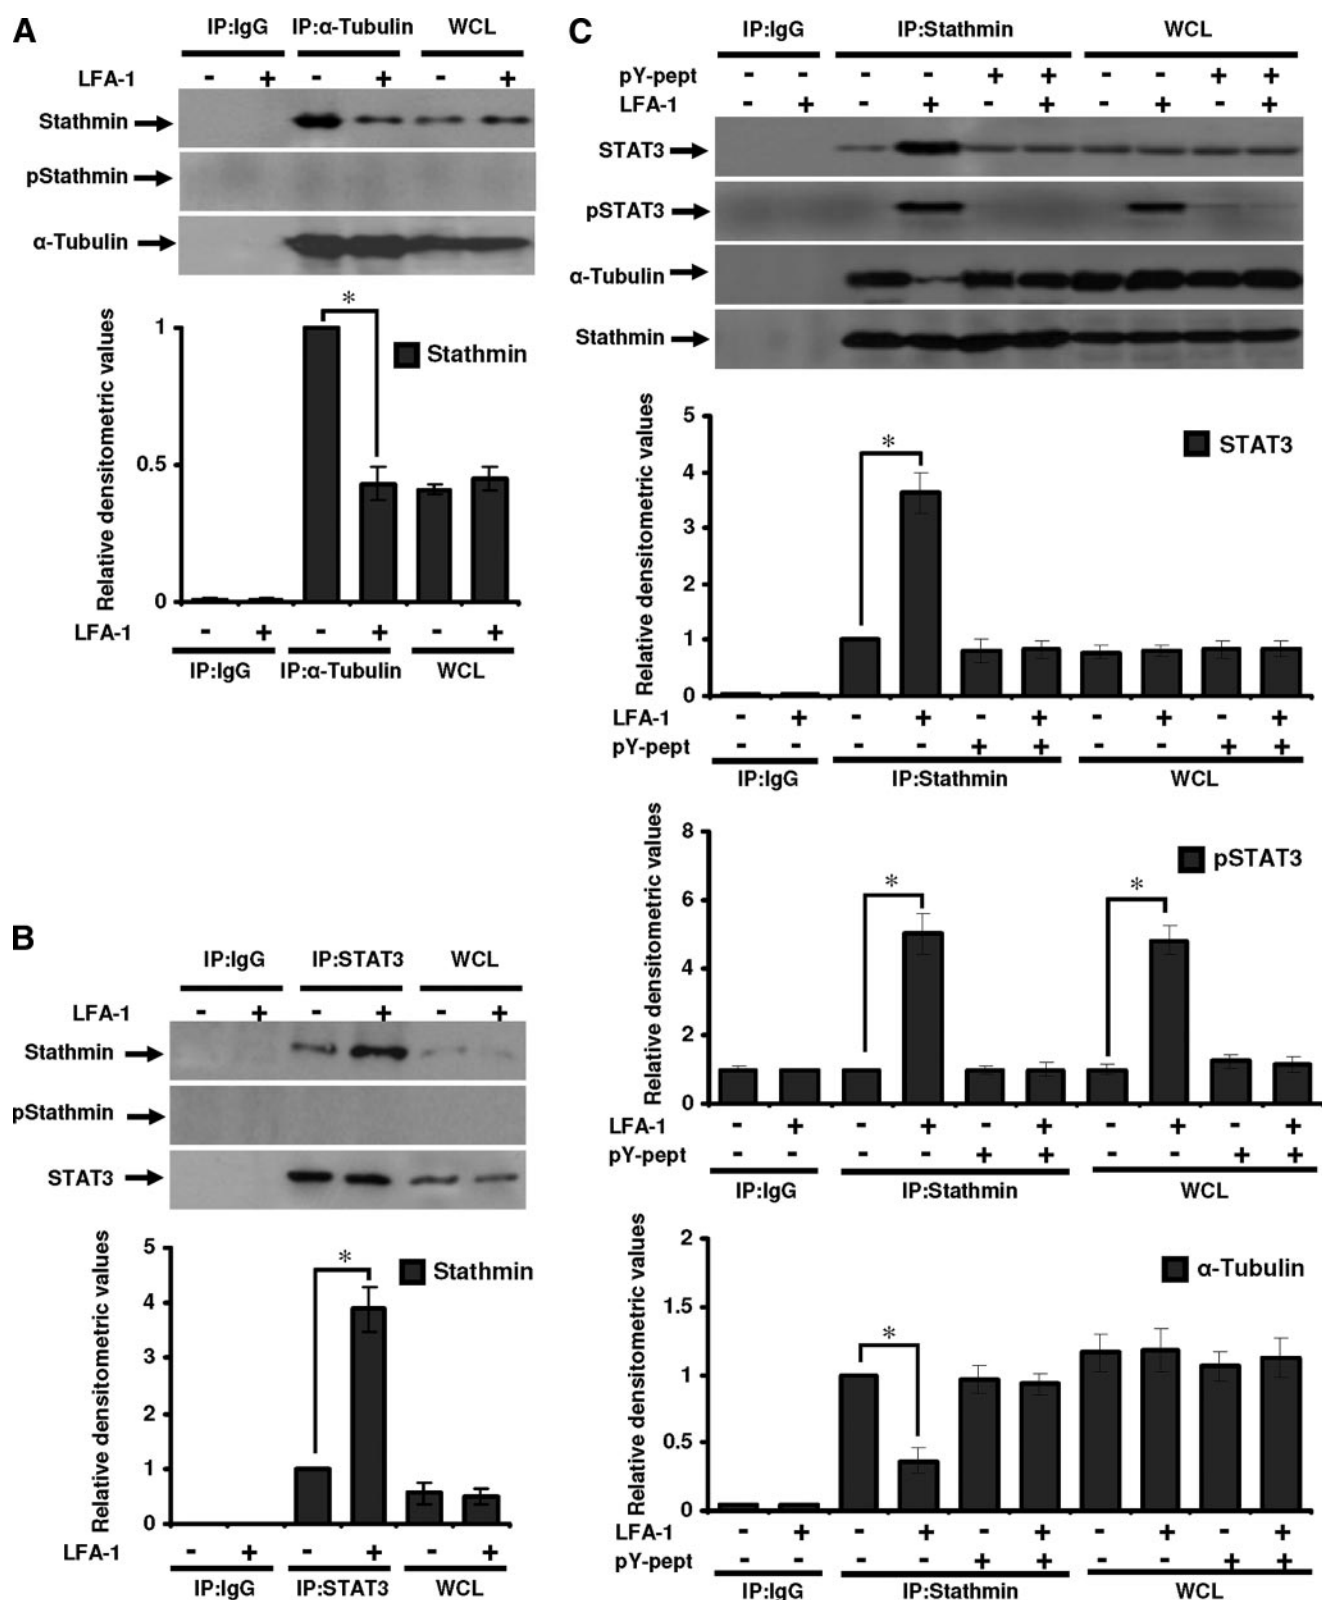 A
IP:IgG IP:α-Tubulin WCL
LFA-1 - + - + - +
Stathmin
pStathmin
α-Tubulin
Relative densitometric values
1
0.5
0
*
Stathmin
LFA-1 - + - + - +
IP:IgG IP:α-Tubulin WCL
B
IP:IgG IP:STAT3 WCL
LFA-1 - + - + - +
Stathmin
pStathmin
STAT3
Relative densitometric values
5
4
3
2
1
0
*
Stathmin
LFA-1 - + - + - +
IP:IgG IP:STAT3 WCL
C
IP:IgG IP:Stathmin WCL
pY-pept - - - - + + - - + +
LFA-1 - + - + - + - + - +
STAT3
pSTAT3
α-Tubulin
Stathmin
Relative densitometric values
5
4
3
2
1
0
*
STAT3
LFA-1 - + - + - + - + - +
pY-pept - - - - + + - - + +
IP:IgG IP:Stathmin WCL
Relative densitometric values
8
6
4
2
0
* *
pSTAT3
LFA-1 - + - + - + - + - +
pY-pept - - - - + + - - + +
IP:IgG IP:Stathmin WCL
Relative densitometric values
2
1.5
1
0.5
0
*
α-Tubulin
LFA-1 - + - + - + - + - +
pY-pept - - - - + + - - + +
IP:IgG IP:Stathmin WCL